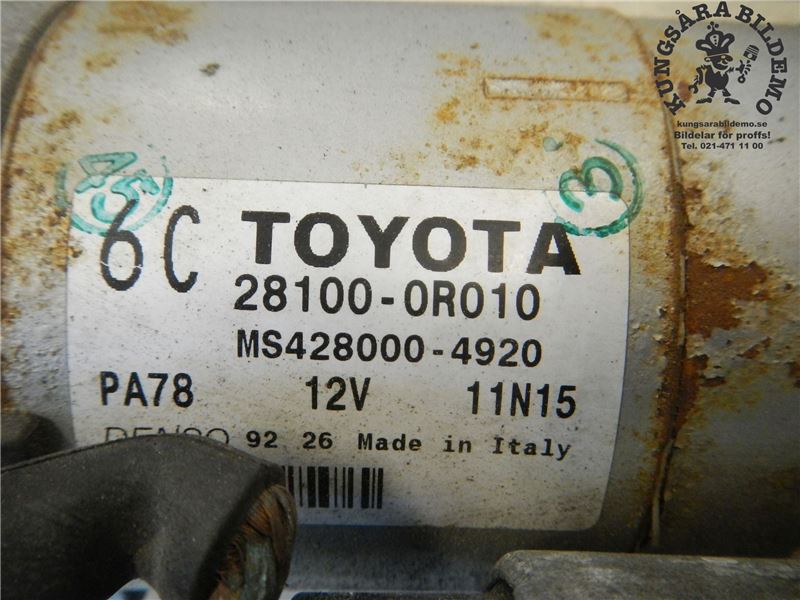 KUNGSÅRA BILDEMO
kungsarabildemo.se
Bildelar för proffs!
Tel. 021-471 11 00
3
6C TOYOTA
28100-0R010
MS428000-4920
PA78 12V 11N15
DENSO 92 26 Made in Italy